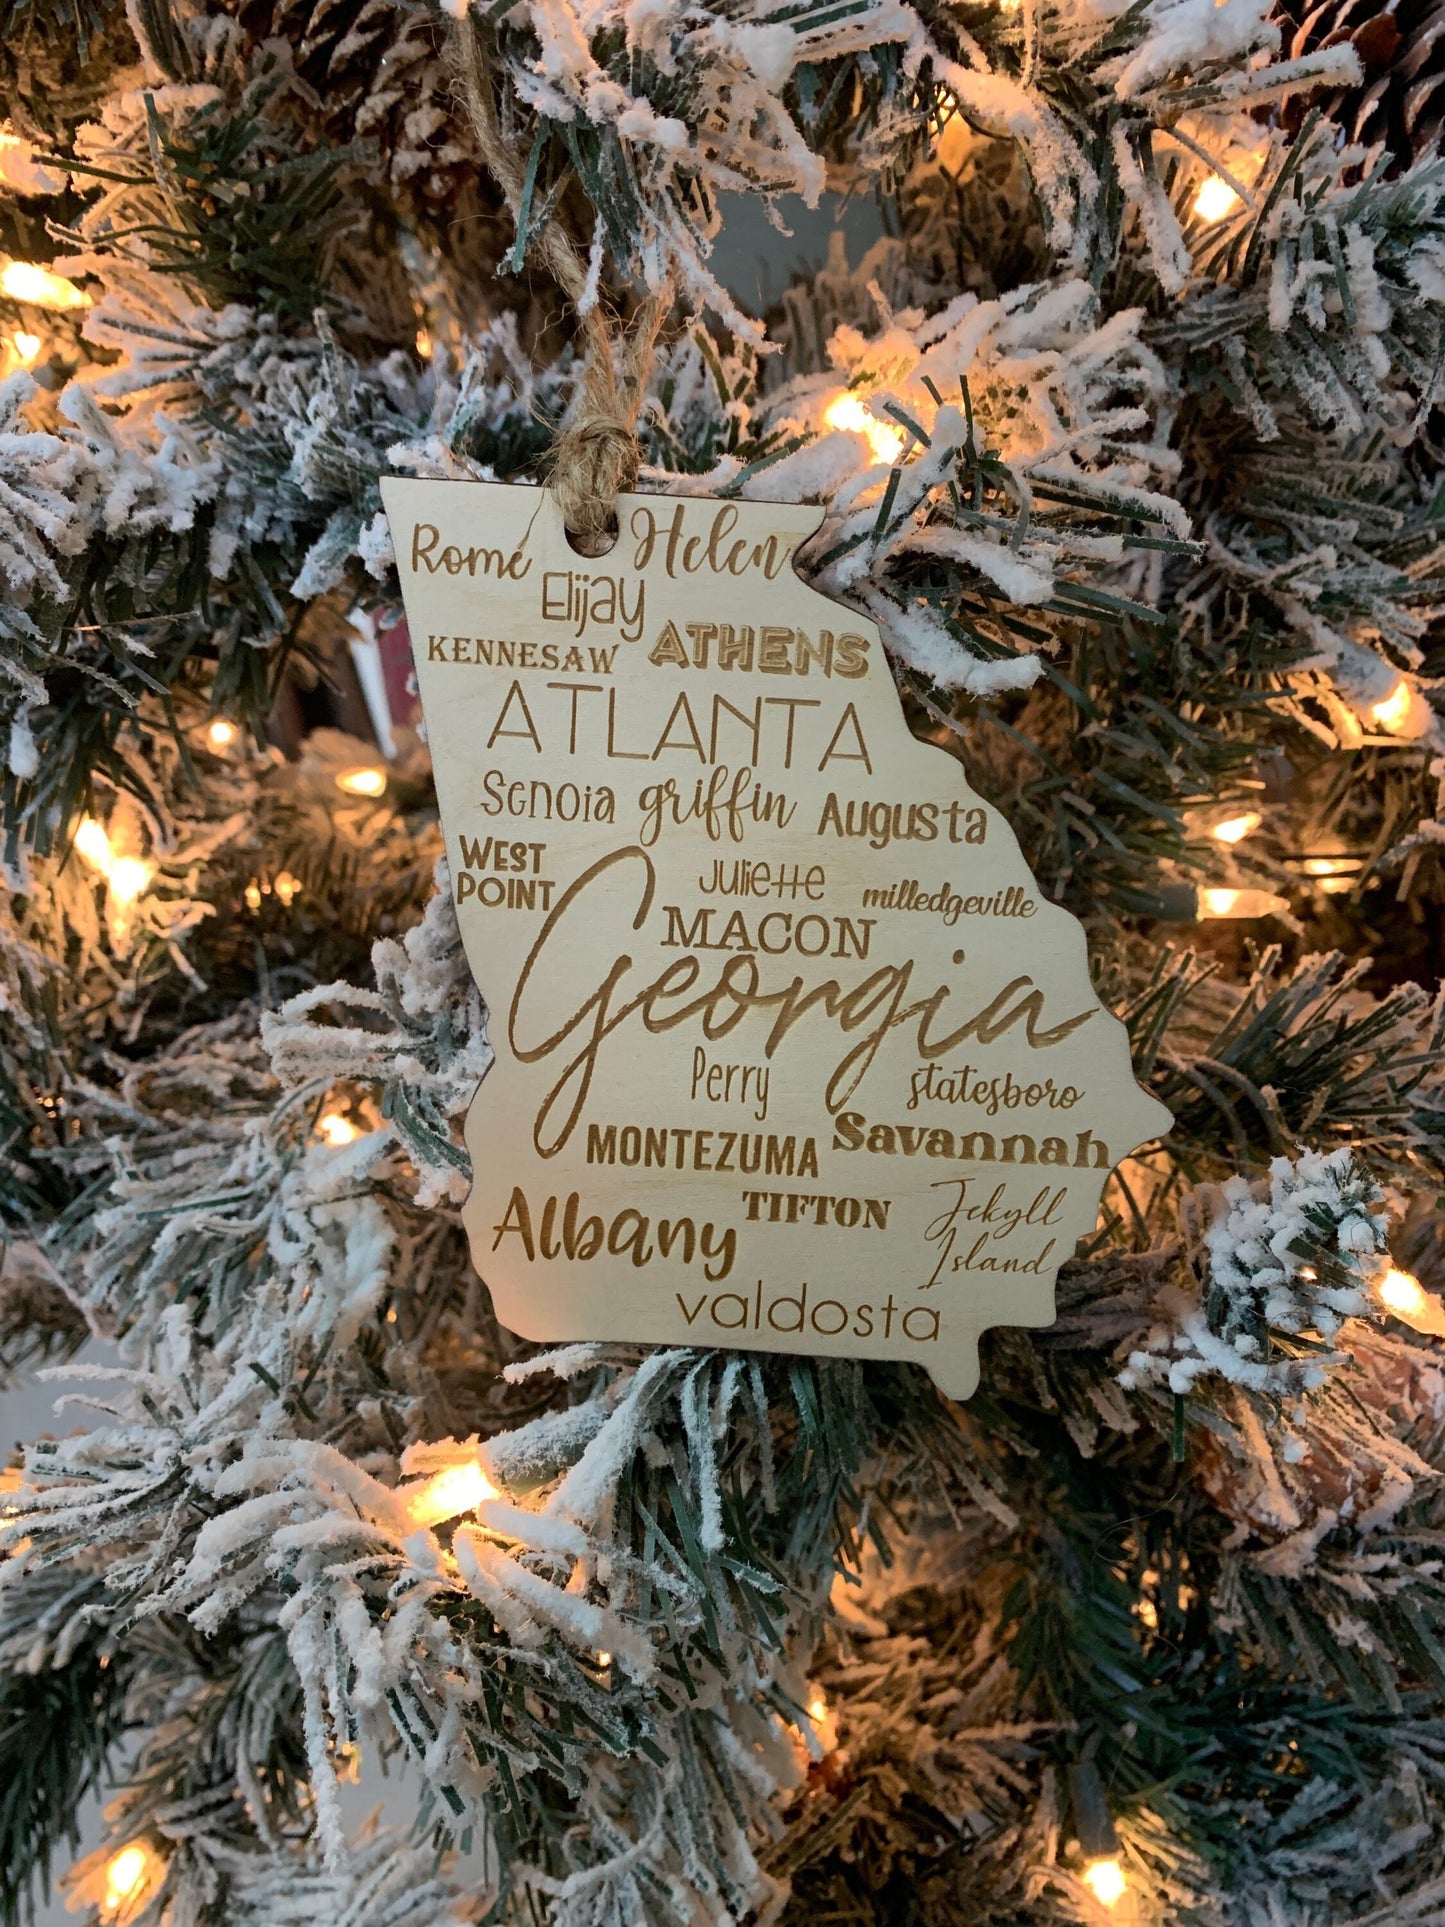 Rome
Helen
Elijay
KENNESAW
ATHENS
ATLANTA
Senoia
griffin
Augusta
WEST
POINT
Juliette
milledgeville
MACON
Georgia
Perry
statesboro
MONTEZUMA
Savannah
Albany
TIFTON
Jekyll
Island
valdosta